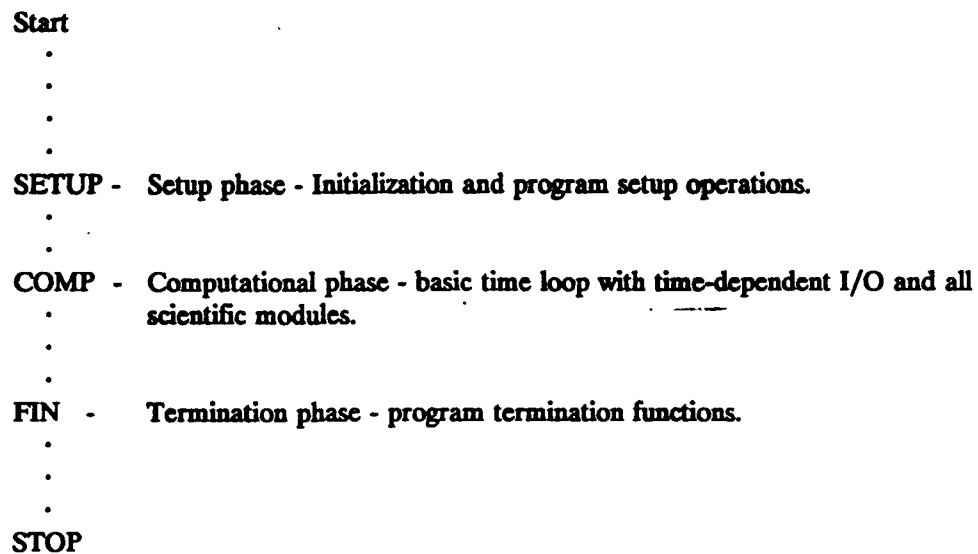 Start
.
.
.
.
SETUP - Setup phase - Initialization and program setup operations.
.
.
COMP - Computational phase - basic time loop with time-dependent I/O and all
. scientific modules.
.
.
FIN - Termination phase - program termination functions.
.
.
.
STOP